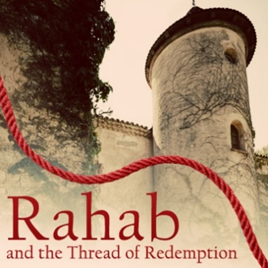 Rahab
and the Thread of Redemption